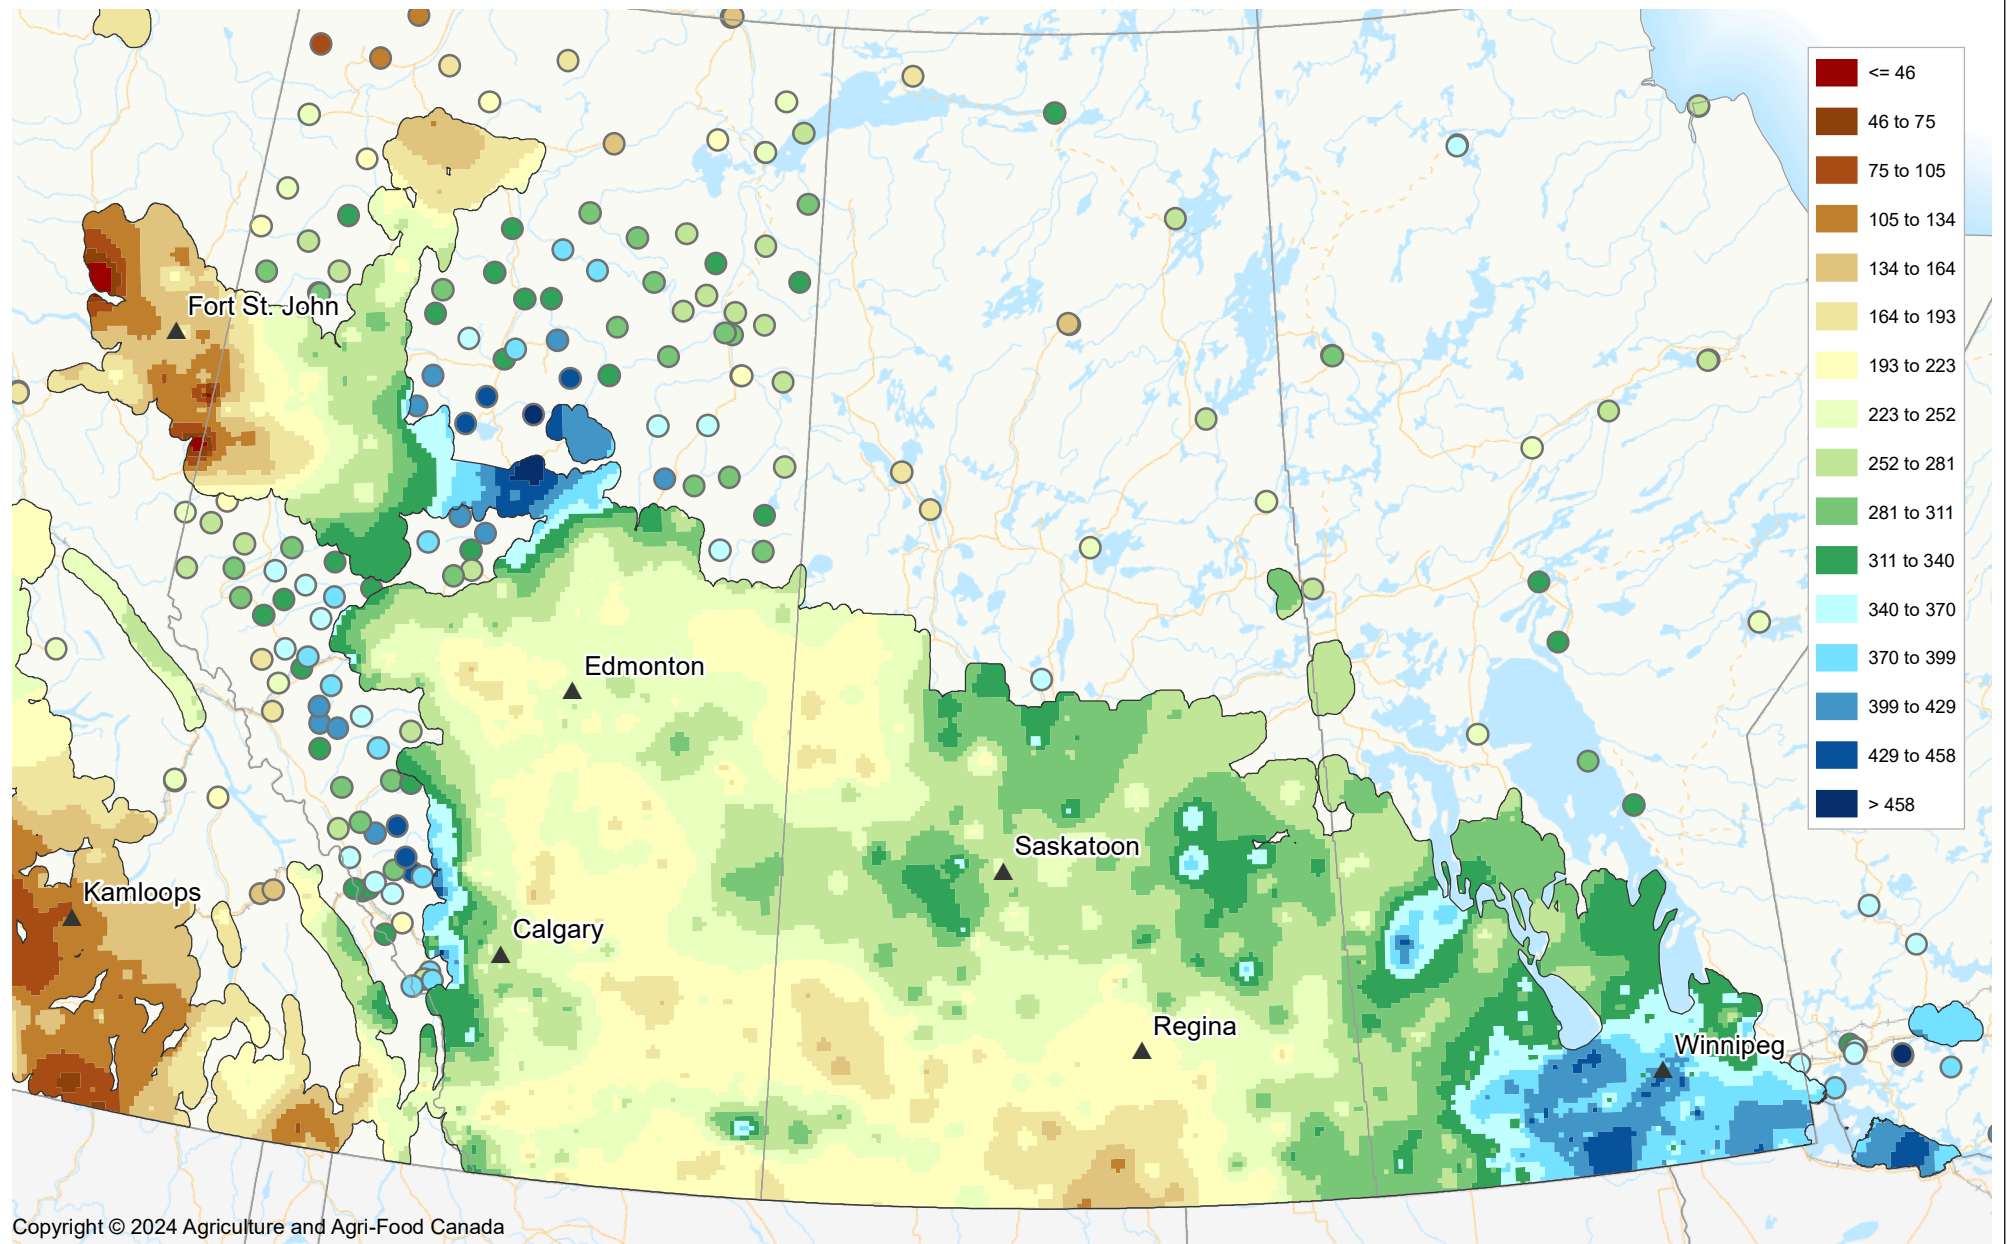 <= 46
46 to 75
75 to 105
105 to 134
134 to 164
164 to 193
193 to 223
223 to 252
252 to 281
281 to 311
311 to 340
340 to 370
370 to 399
399 to 429
429 to 458
> 458
Fort St. John
Edmonton
Saskatoon
Kamloops
Calgary
Regina
Winnipeg
Copyright © 2024 Agriculture and Agri-Food Canada